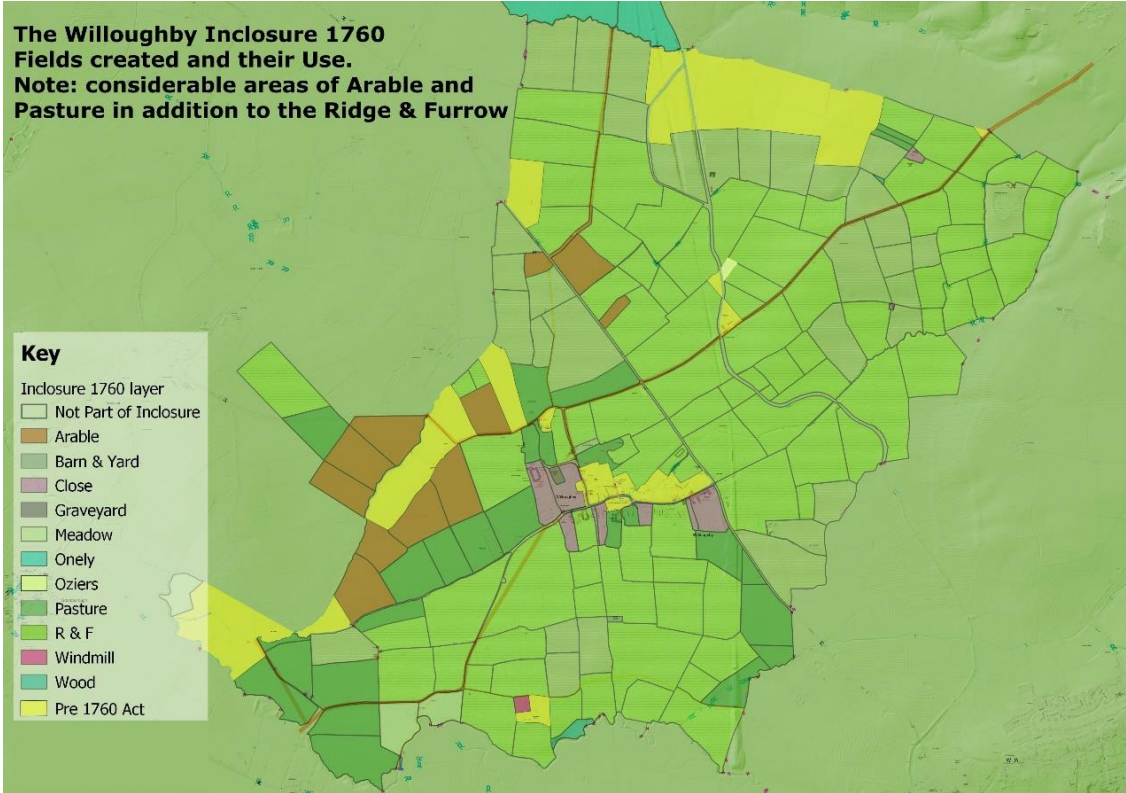 The Willoughby Inclosure 1760
Fields created and their Use.
Note: considerable areas of Arable and
Pasture in addition to the Ridge & Furrow
Key
Inclosure 1760 layer
Not Part of Inclosure
Arable
Barn & Yard
Close
Graveyard
Meadow
Onely
Oziers
Pasture
R & F
Windmill
Wood
Pre 1760 Act